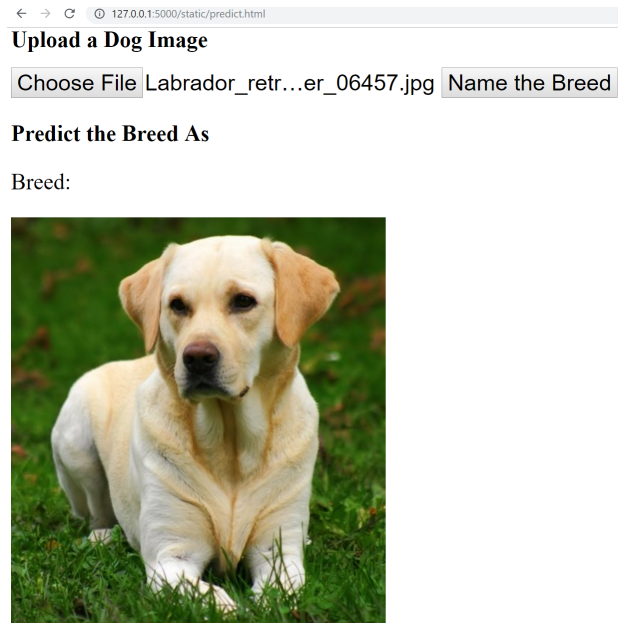 127.0.0.1:5000/static/predict.html
Upload a Dog Image
Choose File Labrador_retr…er_06457.jpg Name the Breed
Predict the Breed As
Breed: